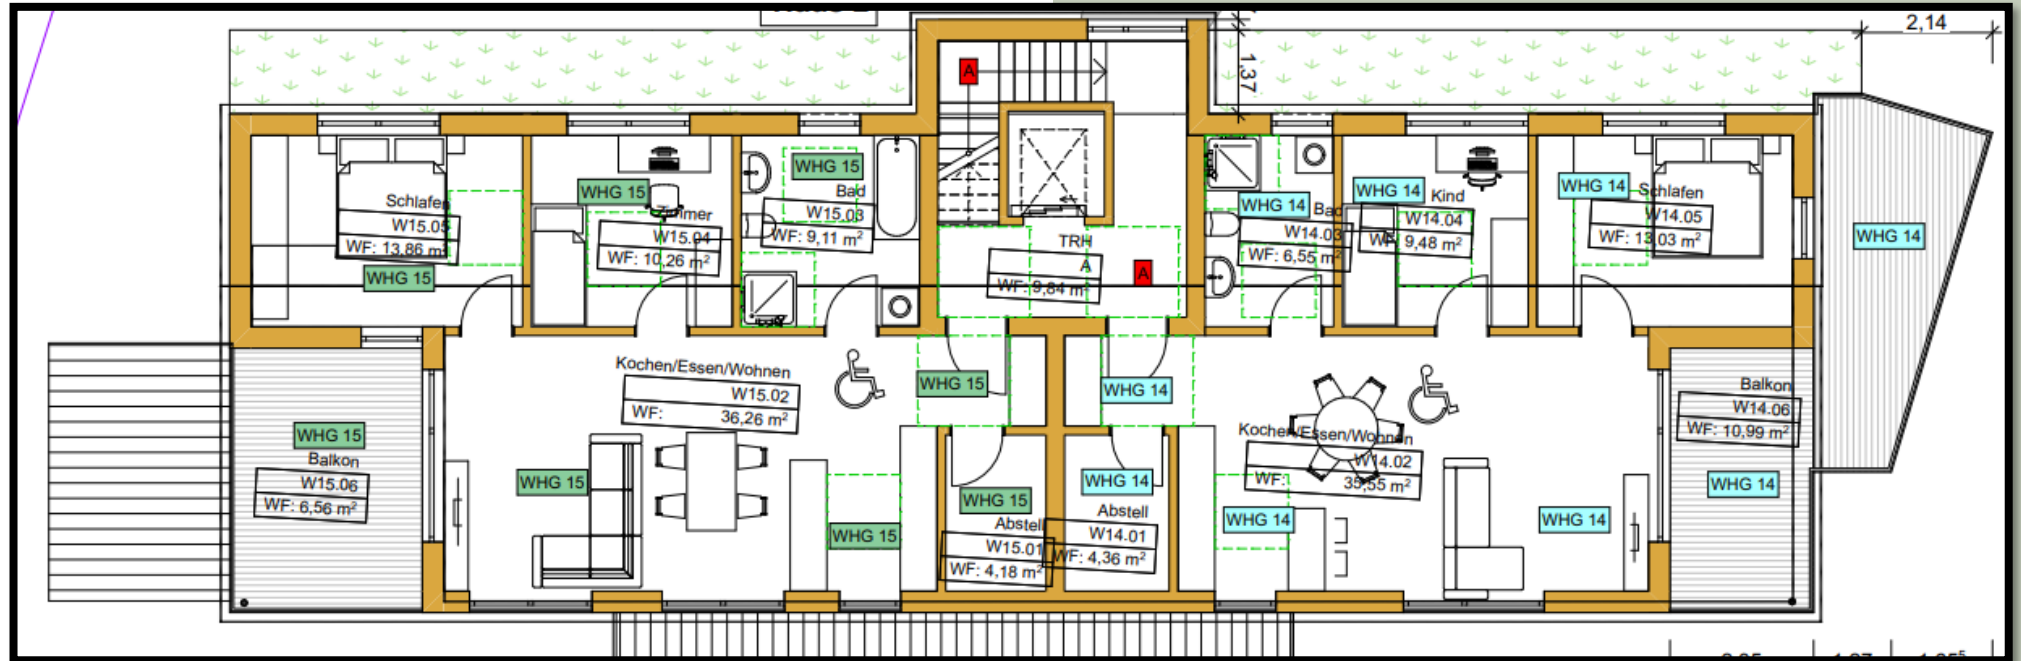 2,14
1,37
A
WHG 15
Schlafen
W15.05
WF: 13,86 m²
WHG 15
WHG 15
Zimmer
W15.04
WF: 10,26 m²
WHG 15
Bad
W15.03
WF: 9,11 m²
TRH
A
WF: 9,84 m²
A
WHG 14
Bad
W14.03
WF: 6,55 m²
WHG 14
Kind
W14.04
WF: 9,48 m²
WHG 14
Schlafen
W14.05
WF: 13,03 m²
WHG 14
Kochen/Essen/Wohnen
W15.02
WF: 36,26 m²
WHG 15
WHG 14
Kochen/Essen/Wohnen
W14.02
WF: 35,55 m²
Balkon
W14.06
WF: 10,99 m²
WHG 14
WHG 15
Balkon
W15.06
WF: 6,56 m²
WHG 15
WHG 15
WHG 15
Abstell
W15.01
WF: 4,18 m²
WHG 14
Abstell
W14.01
WF: 4,36 m²
WHG 14
WHG 14